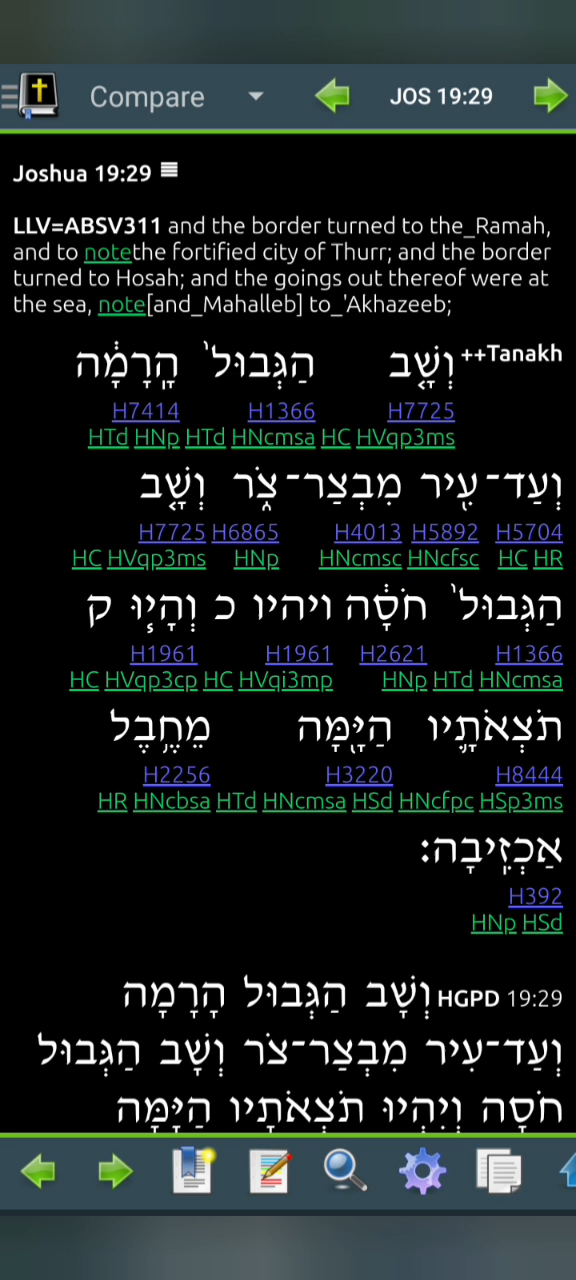 Compare
JOS 19:29
Joshua 19:29
LLV=ABSV311 and the border turned to the_Ramah,
and to notethe fortified city of Thurr; and the border
turned to Hosah; and the goings out thereof were at
the sea, note[and_Mahalleb] to_'Akhazeeb;
++Tanakh וְשָׁ֤ב הַגְּבוּל֙ הָֽרָמָ֔ה
H7414 H1366 H7725
HTd HNp HTd HNcmsa HC HVqp3ms
וְעַד־עִ֖יר מִבְצַר־צֹ֑ר וְשָׁ֤ב
H7725 H6865 H4013 H5892 H5704
HC HVqp3ms HNp HNcmsc HNcfsc HC HR
הַגְּבוּל֙ חֹסָ֔ה ויהיו כ וְהָי֧וּ ק
H1961 H1961 H2621 H1366
HC HVqp3cp HC HVqi3mp HNp HTd HNcmsa
תֹצְאֹתָ֛יו הַיָּ֖מָּה מֵחֶ֥בֶל
H2256 H3220 H8444
HR HNcbsa HTd HNcmsa HSd HNcfpc HSp3ms
אַכְזִֽיבָה׃
H392
HNp HSd
HGPD 19:29 וְשָׁב הַגְּבוּל הָרָמָה
וְעַד־עִיר מִבְצַר־צֹר וְשָׁב הַגְּבוּל
חֹסָה וְיִהְיוּ תֹצְאֹתָיו הַיָּמָּה